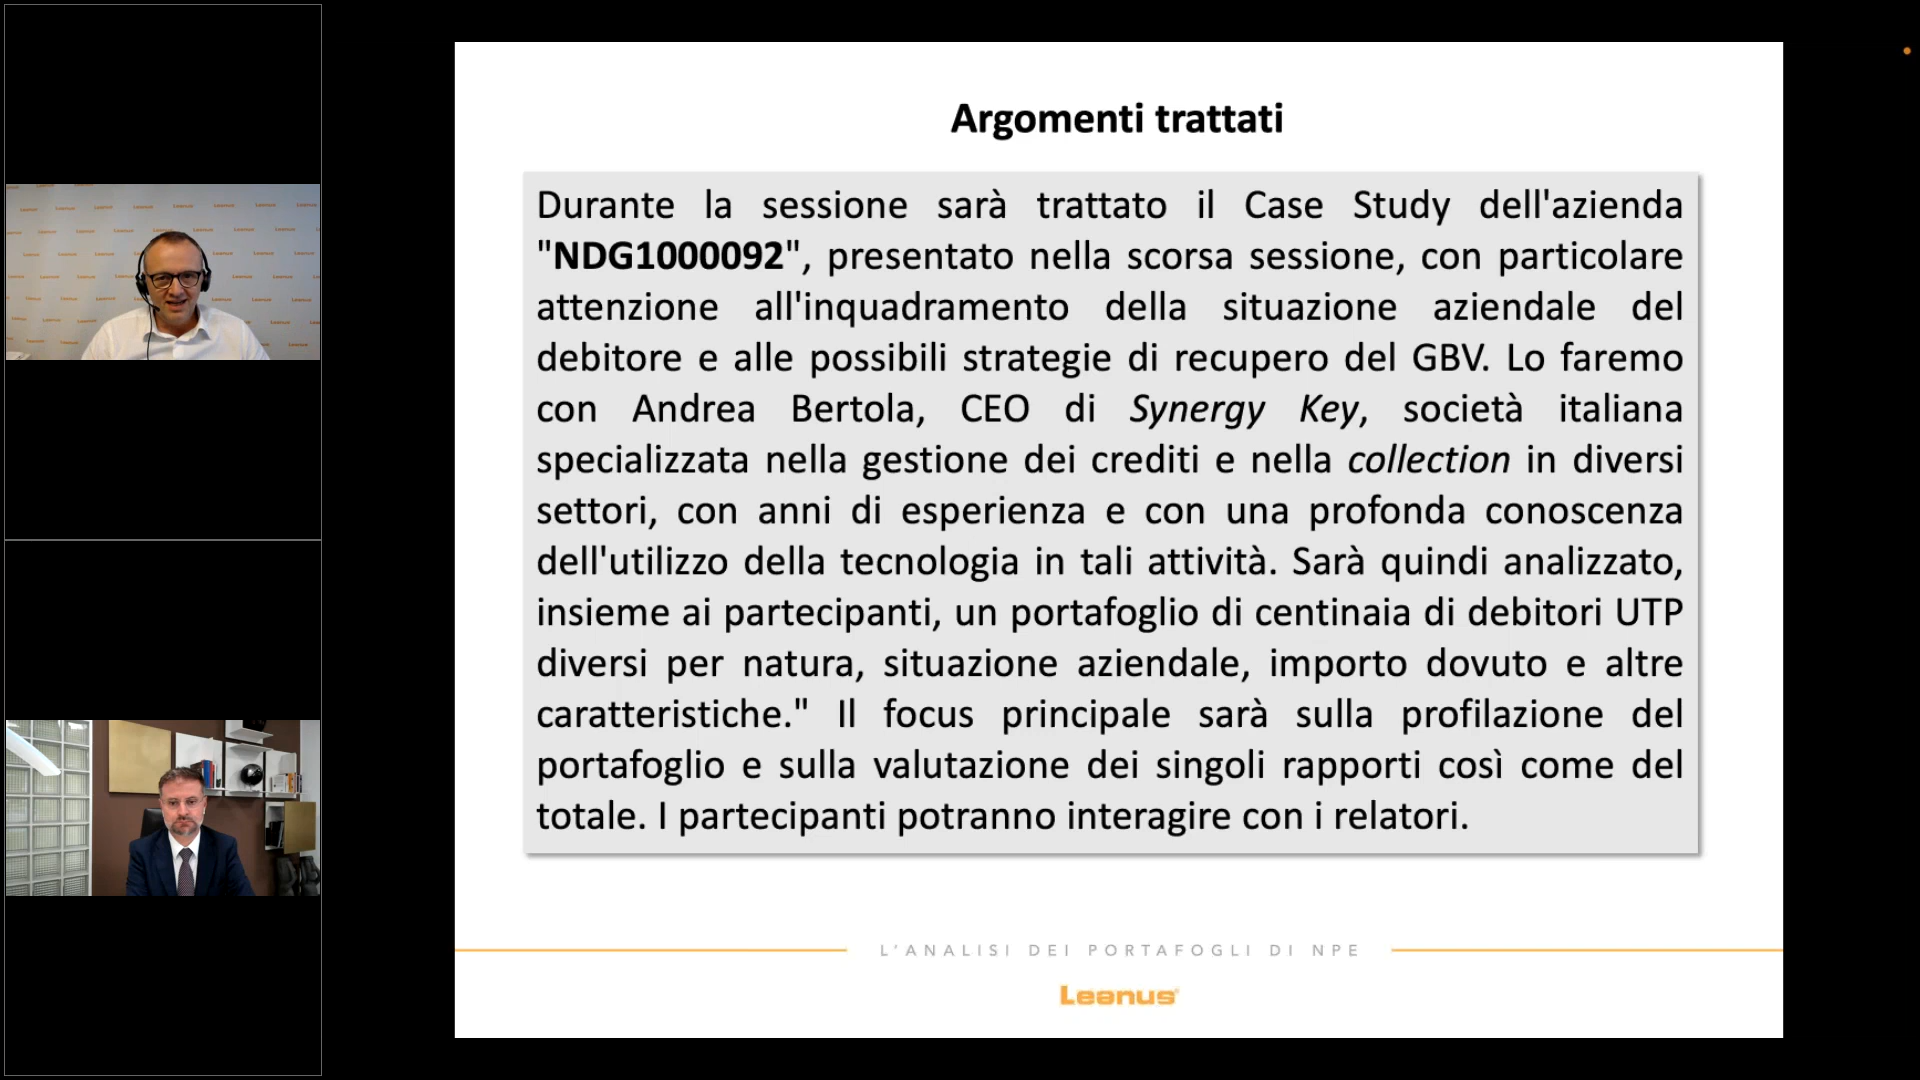 Argomenti trattati
Durante la sessione sarà trattato il Case Study dell'azienda
"NDG1000092", presentato nella scorsa sessione, con particolare
attenzione all'inquadramento della situazione aziendale del
debitore e alle possibili strategie di recupero del GBV. Lo faremo
con Andrea Bertola, CEO di Synergy Key, società italiana
specializzata nella gestione dei crediti e nella collection in diversi
settori, con anni di esperienza e con una profonda conoscenza
dell'utilizzo della tecnologia in tali attività. Sarà quindi analizzato,
insieme ai partecipanti, un portafoglio di centinaia di debitori UTP
diversi per natura, situazione aziendale, importo dovuto e altre
caratteristiche." Il focus principale sarà sulla profilazione del
portafoglio e sulla valutazione dei singoli rapporti così come del
totale. I partecipanti potranno interagire con i relatori.
L'ANALISI DEI PORTAFOGLI DI NPE
Leanus